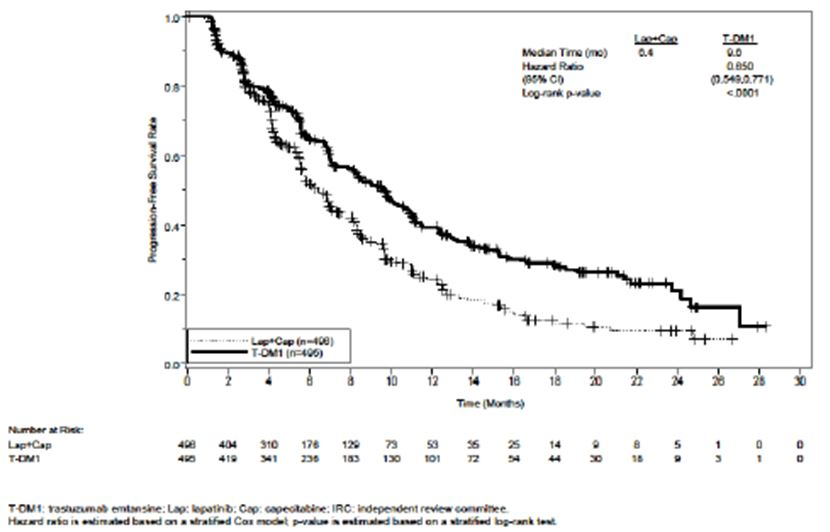 Lap+Cap T-DM1
Median Time (mo) 6.4 9.6
Hazard Ratio 0.650
(95% CI) (0.549,0.771)
Log-rank p-value <.0001
Progression-Free Survival Rate
1.0
0.8
0.6
0.4
0.2
0.0
Lap+Cap (n=496)
T-DM1 (n=495)
0 2 4 6 8 10 12 14 16 18 20 22 24 26 28 30
Time (Months)
Number at Risk:
Lap+Cap 496 404 310 176 129 73 53 35 25 14 9 8 5 1 0 0
T-DM1 495 419 341 236 183 130 101 72 54 44 30 18 9 3 1 0
T-DM1: trastuzumab emtansine; Lap: lapatinib; Cap: capecitabine; IRC: independent review committee.
Hazard ratio is estimated based on a stratified Cox model; p-value is estimated based on a stratified log-rank test.